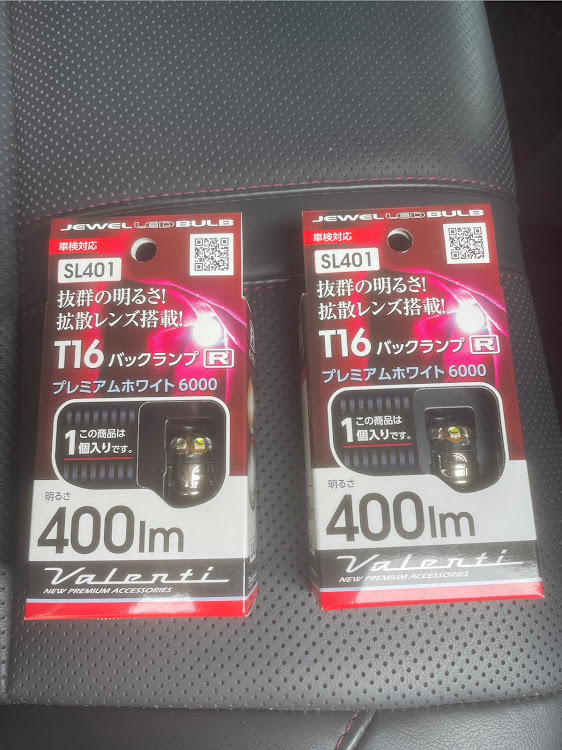 JEWEL LED BULB
車検対応
SL401
抜群の明るさ!
拡散レンズ搭載!
T16 バックランプ R
プレミアムホワイト 6000
この商品は
1個入りです。
明るさ
400lm
Valenti
NEW PREMIUM ACCESSORIES
JEWEL LED BULB
車検対応
SL401
抜群の明るさ!
拡散レンズ搭載!
T16 バックランプ R
プレミアムホワイト 6000
この商品は
1個入りです。
明るさ
400lm
Valenti
NEW PREMIUM ACCESSORIES